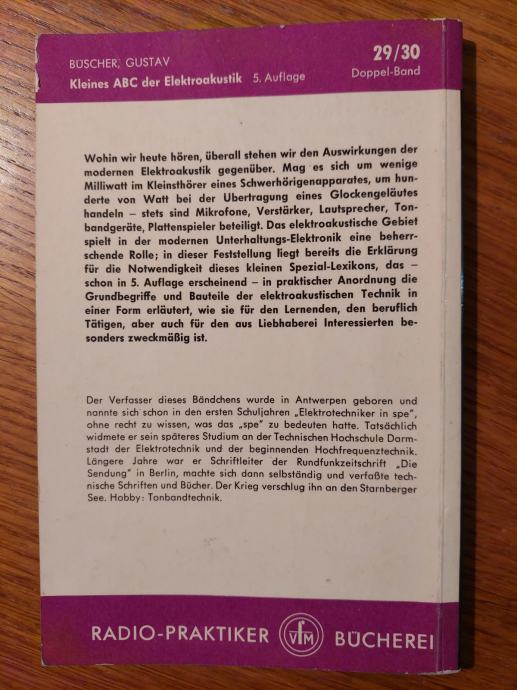 BÜSCHER, GUSTAV
29/30
Kleines ABC der Elektroakustik 5. Auflage
Doppel-Band
Wohin wir heute hören, überall stehen wir den Auswirkungen der
modernen Elektroakustik gegenüber. Mag es sich um wenige
Milliwatt im Kleinsthörer eines Schwerhörigenapparates, um hun-
derte von Watt bei der Ubertragung eines Glockengeläutes
handeln – stets sind Mikrofone, Verstärker, Lautsprecher, Ton-
bandgeräte, Plattenspieler beteiligt. Das elektroakustische Gebiet
spielt in der modernen Unterhaltungs-Elektronik eine beherr-
schende Rolle; in dieser Feststellung liegt bereits die Erklärung
für die Notwendigkeit dieses kleinen Spezial-Lexikons, das –
schon in 5. Auflage erscheinend – in praktischer Anordnung die
Grundbegriffe und Bauteile der elektroakustischen Technik in
einer Form erläutert, wie sie für den Lernenden, den beruflich
Tätigen, aber auch für den aus Liebhaberei Interessierten be-
sonders zweckmäßig ist.
Der Verfasser dieses Bändchens wurde in Antwerpen geboren und
nannte sich schon in den ersten Schuljahren „Elektrotechniker in spe",
ohne recht zu wissen, was das „spe" zu bedeuten hatte. Tatsächlich
widmete er sein späteres Studium an der Technischen Hochschule Darm-
stadt der Elektrotechnik und der beginnenden Hochfrequenztechnik.
Längere Jahre war er Schriftleiter der Rundfunkzeitschrift „Die
Sendung" in Berlin, machte sich dann selbständig und verfaßte tech-
nische Schriften und Bücher. Der Krieg verschlug ihn an den Starnberger
See. Hobby: Tonbandtechnik.
RADIO-PRAKTIKER VFM BÜCHEREI